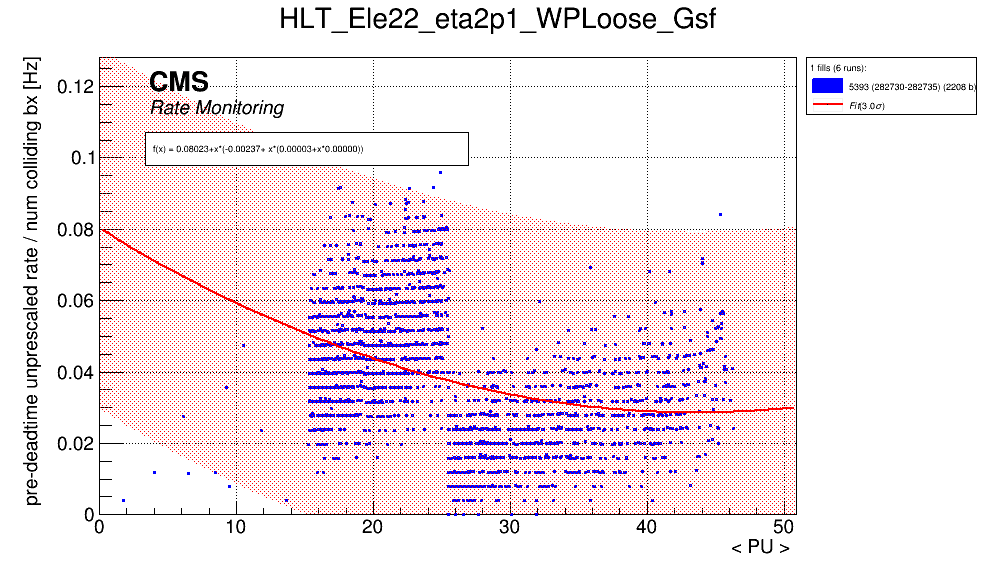 HLT_Ele22_eta2p1_WPLoose_Gsf
pre-deadtime unprescaled rate / num colliding bx [Hz]
CMS
Rate Monitoring
f(x) = 0.08023+x*(-0.00237+ x*(0.00003+x*0.00000))
0.12
0.1
0.08
0.06
0.04
0.02
0
0 10 20 30 40 50
< PU >
1 fills (6 runs):
5393 (282730-282735) (2208 b)
Fit(3.0σ)